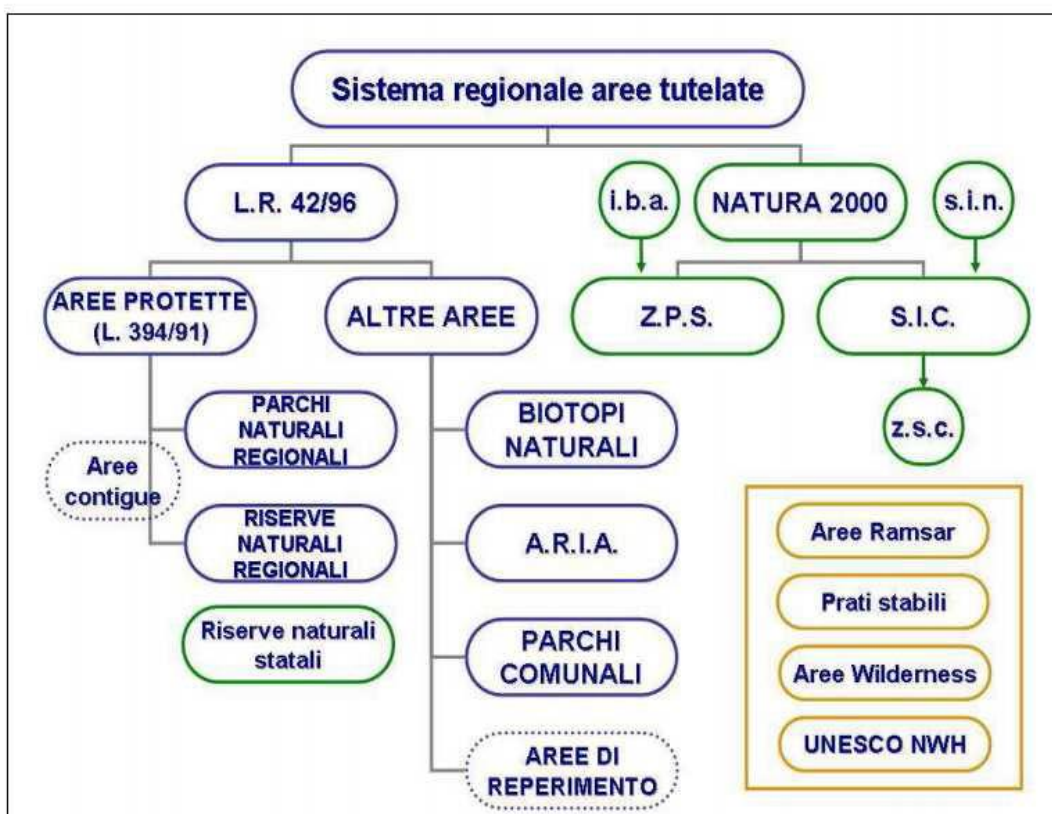 Sistema regionale aree tutelate
L.R. 42/96
i.b.a.
NATURA 2000
s.i.n.
AREE PROTETTE
(L. 394/91)
ALTRE AREE
Z.P.S.
S.I.C.
PARCHI
NATURALI
REGIONALI
BIOTOPI
NATURALI
z.s.c.
Aree
contigue
RISERVE
NATURALI
REGIONALI
A.R.I.A.
Aree Ramsar
Prati stabili
Riserve naturali
statali
PARCHI
COMUNALI
Aree Wilderness
UNESCO NWH
AREE DI
REPERIMENTO